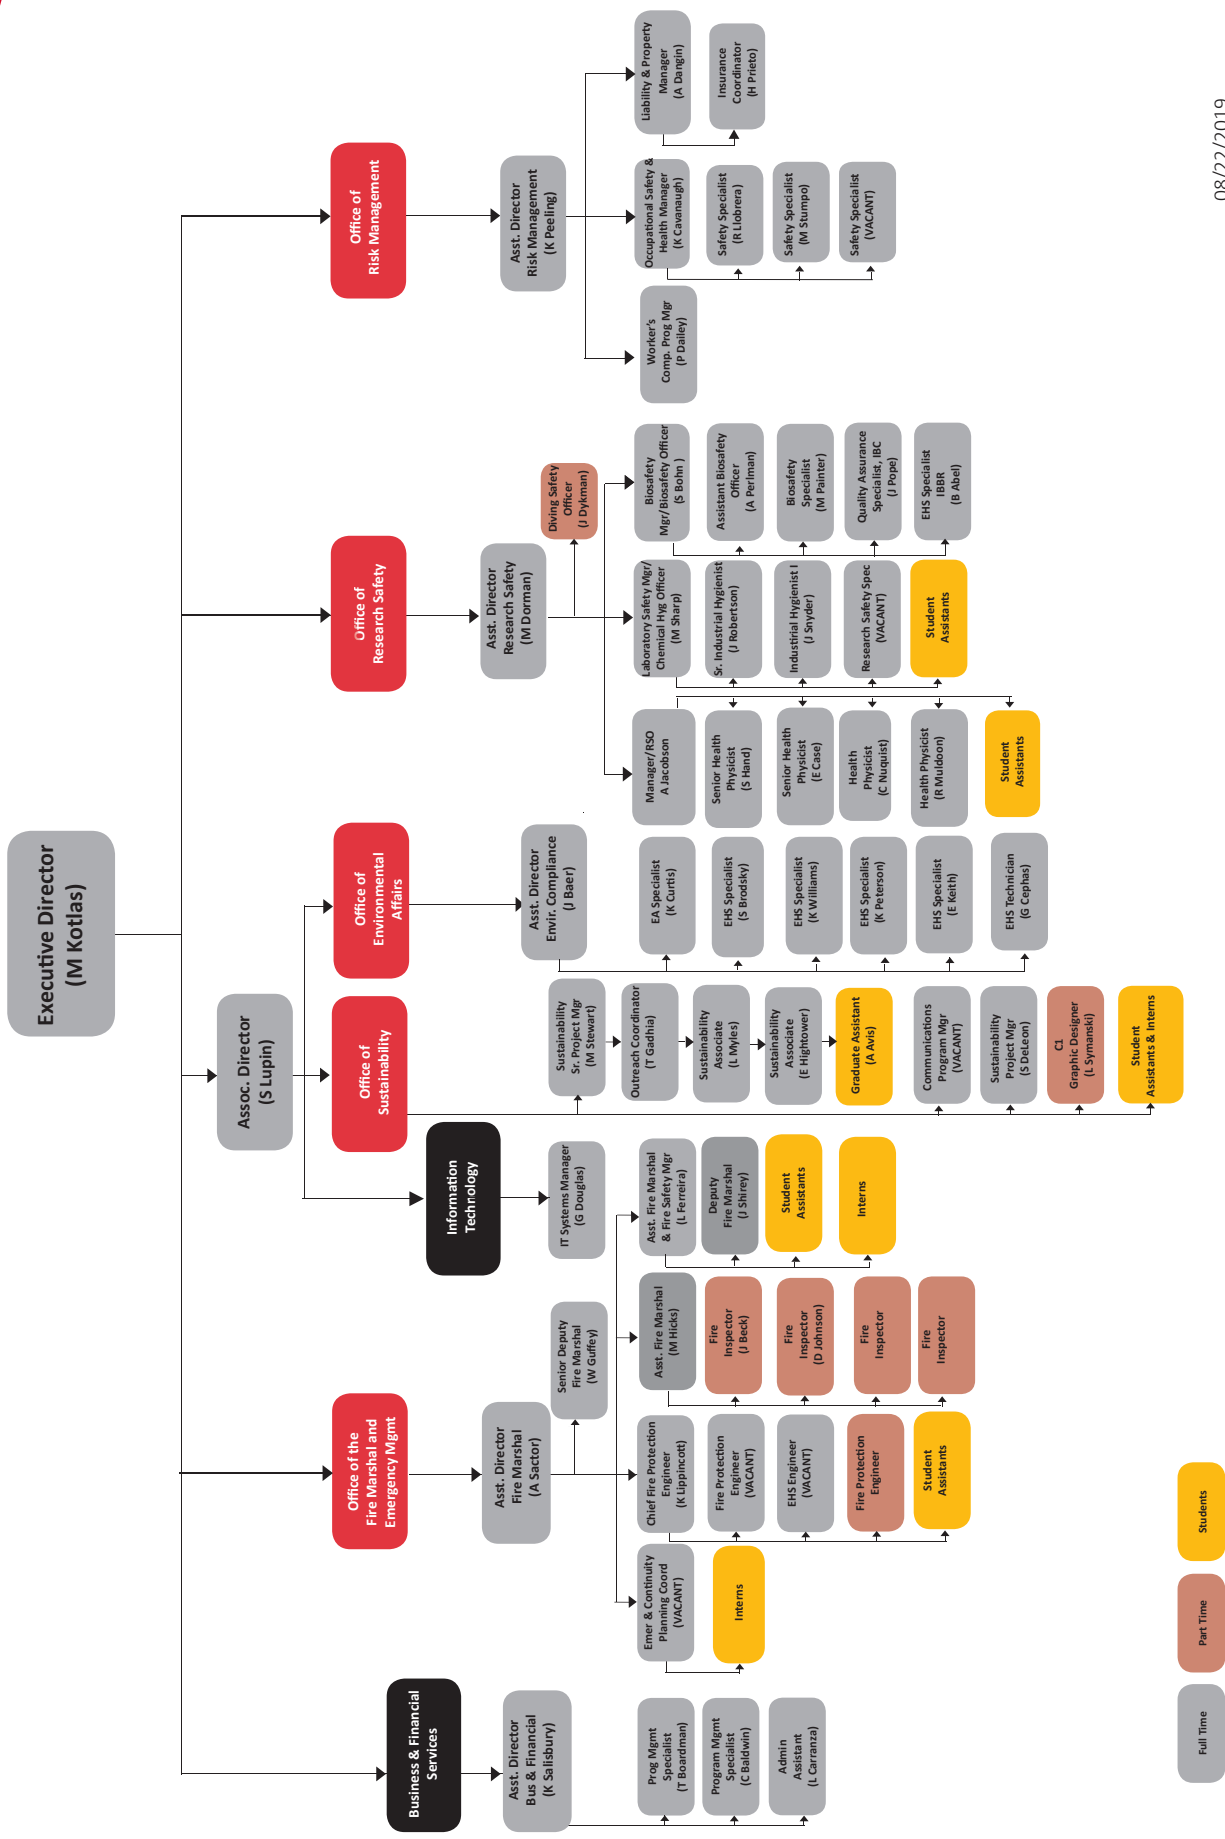 Executive Director
(M Kotlas)
Assoc. Director
(S Lupin)
Business & Financial
Services
Asst. Director
Bus & Financial
(K Salisbury)
Prog Mgmt
Specialist
(T Boardman)
Program Mgmt
Specialist
(C Baldwin)
Admin
Assistant
(L Carranza)
Office of the
Fire Marshal and
Emergency Mgmt
Asst. Director
Fire Marshal
(A Sactor)
Senior Deputy
Fire Marshal
(W Guffey)
Emer & Continuity
Planning Coord
(VACANT)
Interns
Chief Fire Protection
Engineer
(K Lippincott)
Fire Protection
Engineer
(VACANT)
EHS Engineer
(VACANT)
Fire Protection
Engineer
Student
Assistants
Asst. Fire Marshal
(M Hicks)
Fire
Inspector
(J Beck)
Fire
Inspector
(D Johnson)
Fire
Inspector
Fire
Inspector
Asst. Fire Marshal
& Fire Safety Mgr
(L Ferreira)
Deputy
Fire Marshal
(J Shirey)
Student
Assistants
Interns
Information
Technology
IT Systems Manager
(G Douglas)
Office of
Sustainability
Sustainability
Sr. Project Mgr
(M Stewart)
Outreach Coordinator
(T Gadhia)
Sustainability
Associate
(L Myles)
Sustainability
Associate
(E Hightower)
Graduate Assistant
(A Avis)
Communications
Program Mgr
(VACANT)
Sustainability
Project Mgr
(S DeLeon)
C1
Graphic Designer
(L Symanski)
Student
Assistants & Interns
Office of
Environmental
Affairs
Asst. Director
Envir. Compliance
(J Baer)
EA Specialist
(K Curtis)
EHS Specialist
(S Brodsky)
EHS Specialist
(K Williams)
EHS Specialist
(K Peterson)
EHS Specialist
(E Keith)
EHS Technician
(G Cephas)
Office of
Research Safety
Asst. Director
Research Safety
(M Dorman)
Diving Safety
Officer
(J Dykman)
Manager/RSO
A Jacobson
Senior Health
Physicist
(S Hand)
Senior Health
Physicist
(E Case)
Health
Physicist
(C Nuquist)
Health Physicist
(R Muldoon)
Student
Assistants
Laboratory Safety Mgr/
Chemical Hyg Officer
(M Sharp)
Sr. Industrial Hygienist
(J Robertson)
Industrial Hygienist I
(J Snyder)
Research Safety Spec
(VACANT)
Student
Assistants
Biosafety
Mgr/Biosafety Officer
(S Bohn )
Assistant Biosafety
Officer
(A Perlman)
Biosafety
Specialist
(M Painter)
Quality Assurance
Specialist, IBC
(J Pope)
EHS Specialist
IBBR
(B Abel)
Office of
Risk Management
Asst. Director
Risk Management
(K Peeling)
Worker's
Comp. Prog Mgr
(P Dailey)
Occupational Safety &
Health Manager
(K Cavanaugh)
Safety Specialist
(R Llobrera)
Safety Specialist
(M Stumpo)
Safety Specialist
(VACANT)
Liability & Property
Manager
(A Dangin)
Insurance
Coordinator
(H Prieto)
Full Time
Part Time
Students
08/22/2019